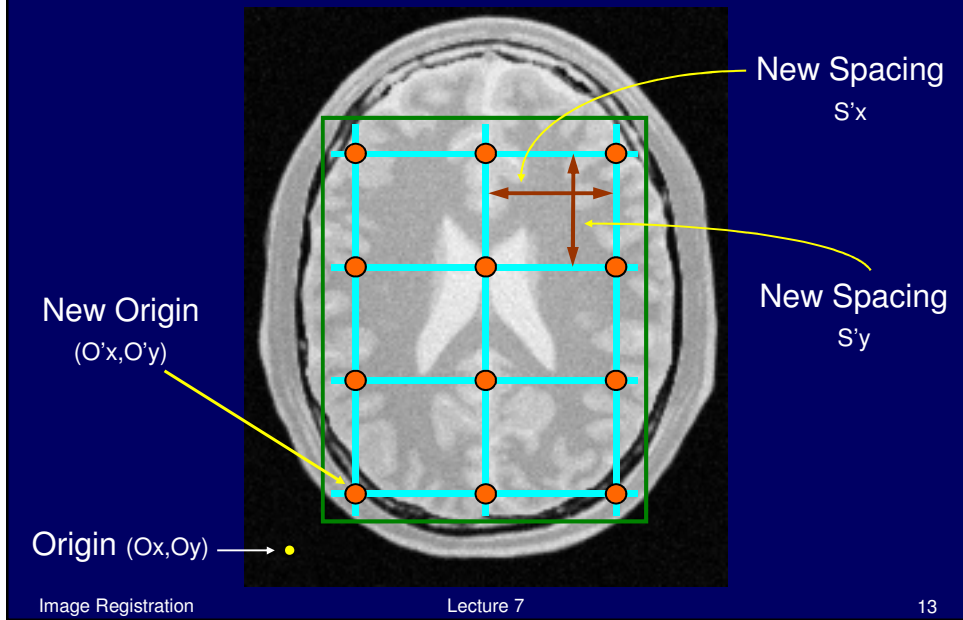 New Spacing
S'x
New Spacing
S'y
New Origin
(O'x,O'y)
Origin (Ox,Oy)
Image Registration
Lecture 7
13